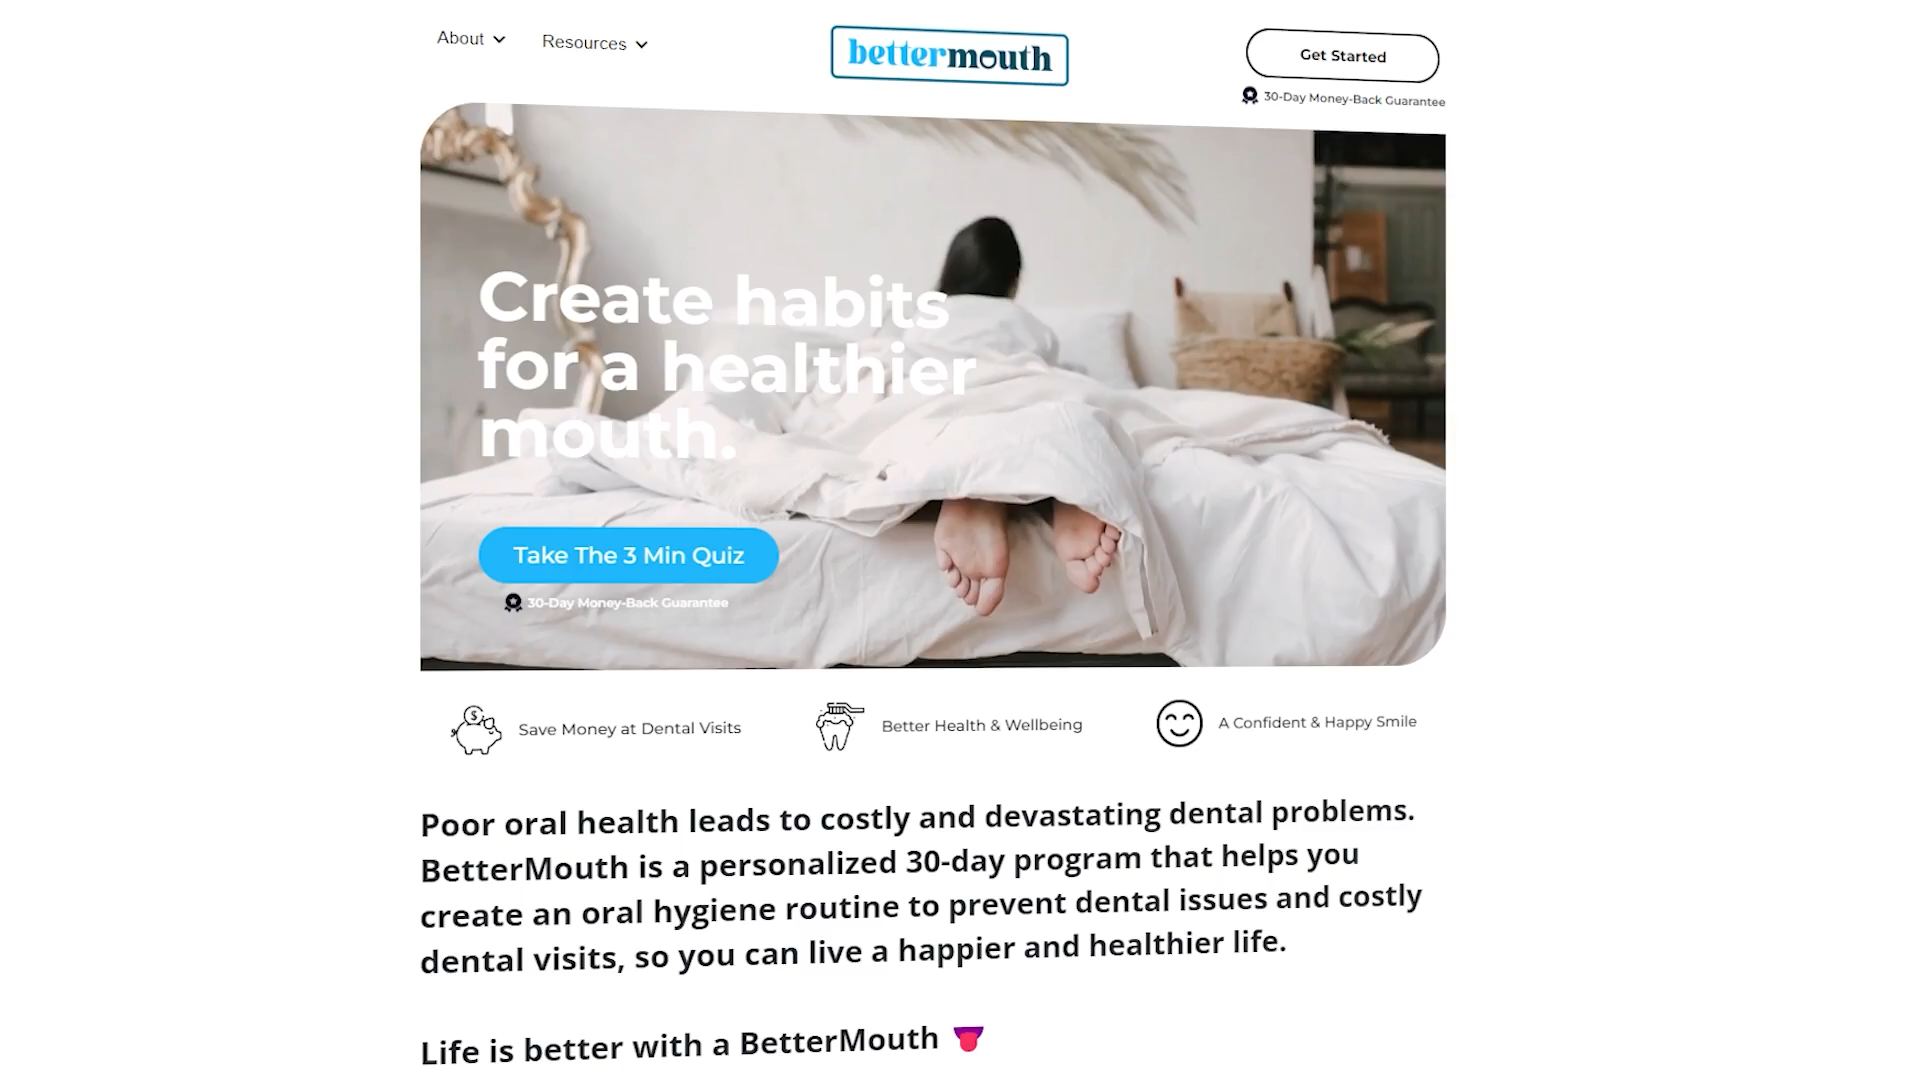 About
Resources
bettermouth
Get Started
30-Day Money-Back Guarantee
Create habits
for a healthier
mouth.
Take The 3 Min Quiz
30-Day Money-Back Guarantee
Save Money at Dental Visits
Better Health & Wellbeing
A Confident & Happy Smile
Poor oral health leads to costly and devastating dental problems.
BetterMouth is a personalized 30-day program that helps you
create an oral hygiene routine to prevent dental issues and costly
dental visits, so you can live a happier and healthier life.
Life is better with a BetterMouth